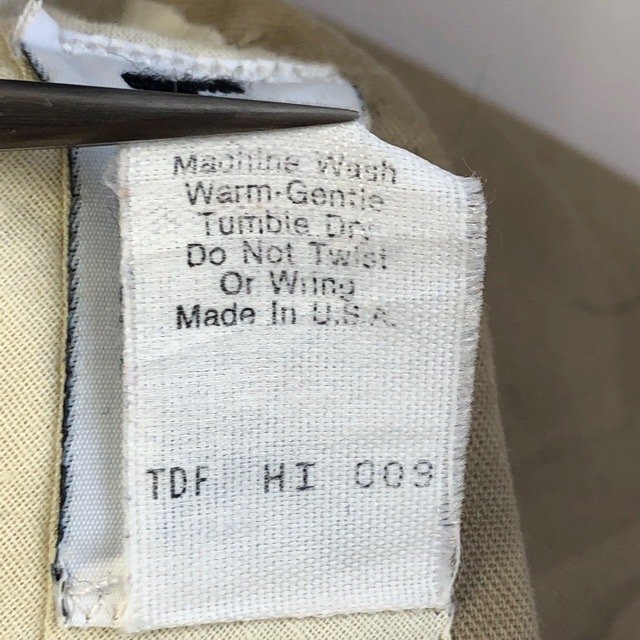 Machine Wash
Warm-Gentle
Tumble Dry
Do Not Twist
Or Wring
Made In U.S.A.
TDF HI 009